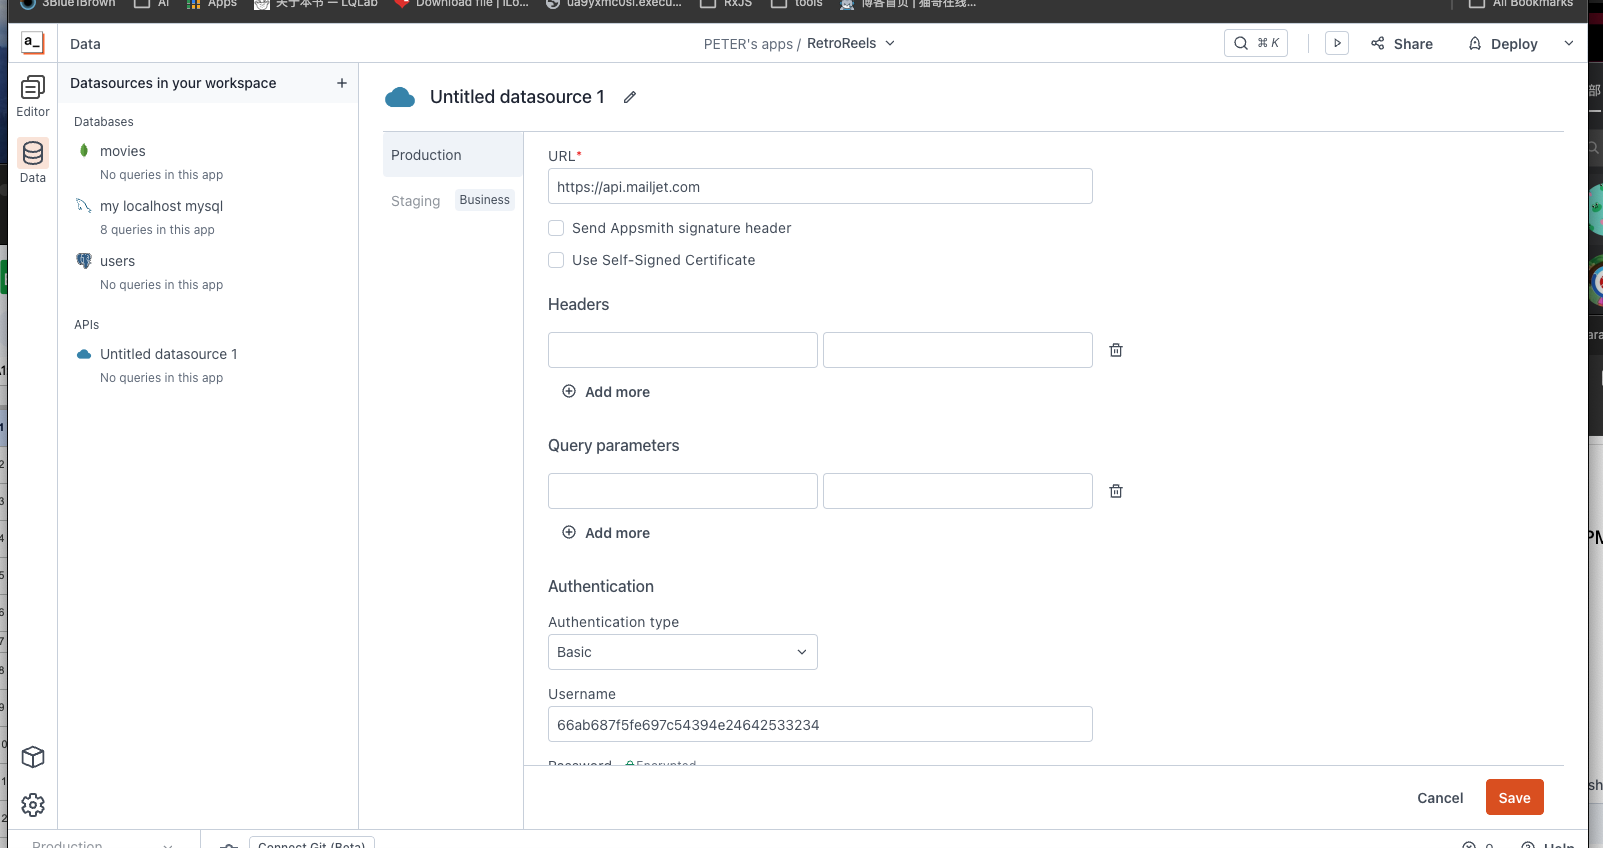 3Blue1Brown AI Apps 关于本书 — LQLab Download file | iLo... ua9yxmcusi.execu... RxJS tools 博客首页 | 猫哥在线... All Bookmarks
a_ Data PETER's apps / RetroReels ⌘ K Share Deploy
Editor
Data
Datasources in your workspace +
Databases
movies
No queries in this app
my localhost mysql
8 queries in this app
users
No queries in this app
APIs
Untitled datasource 1
No queries in this app
Untitled datasource 1
Production
Staging Business
URL*
https://api.mailjet.com
Send Appsmith signature header
Use Self-Signed Certificate
Headers
Add more
Query parameters
Add more
Authentication
Authentication type
Basic
Username
66ab687f5fe697c54394e24642533234
Password Encrypted
Cancel Save
Production Connect Git (Beta) 0 Help